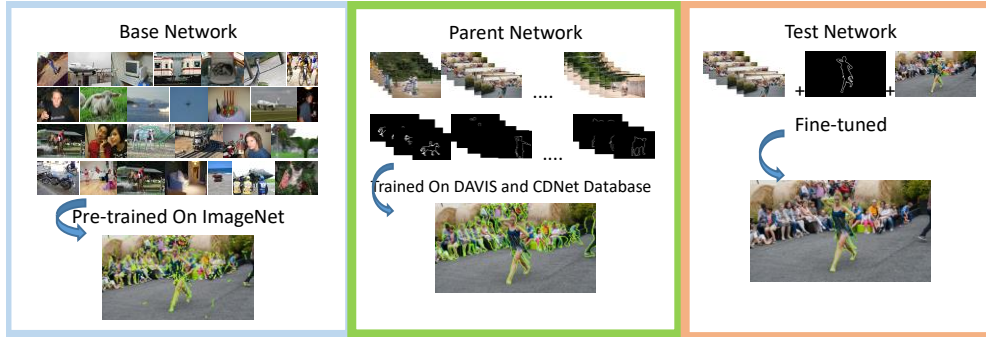 Base Network
Pre-trained On ImageNet
Parent Network
....
....
Trained On DAVIS and CDNet Database
Test Network
+ +
Fine-tuned